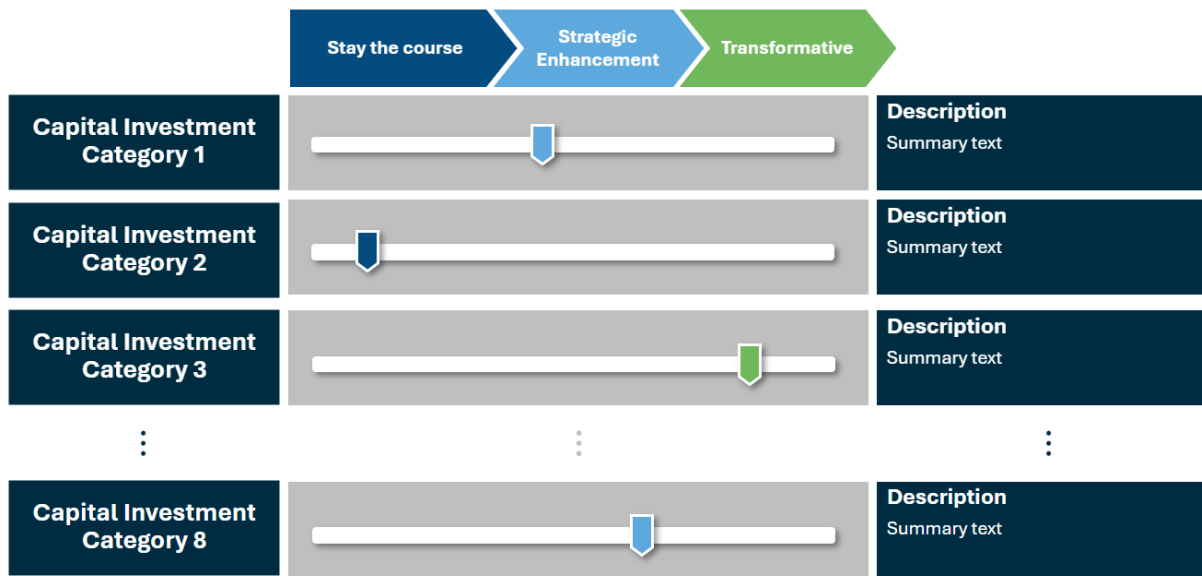 Stay the course
Strategic
Enhancement
Transformative
Capital Investment
Category 1
Description
Summary text
Capital Investment
Category 2
Description
Summary text
Capital Investment
Category 3
Description
Summary text
Capital Investment
Category 8
Description
Summary text